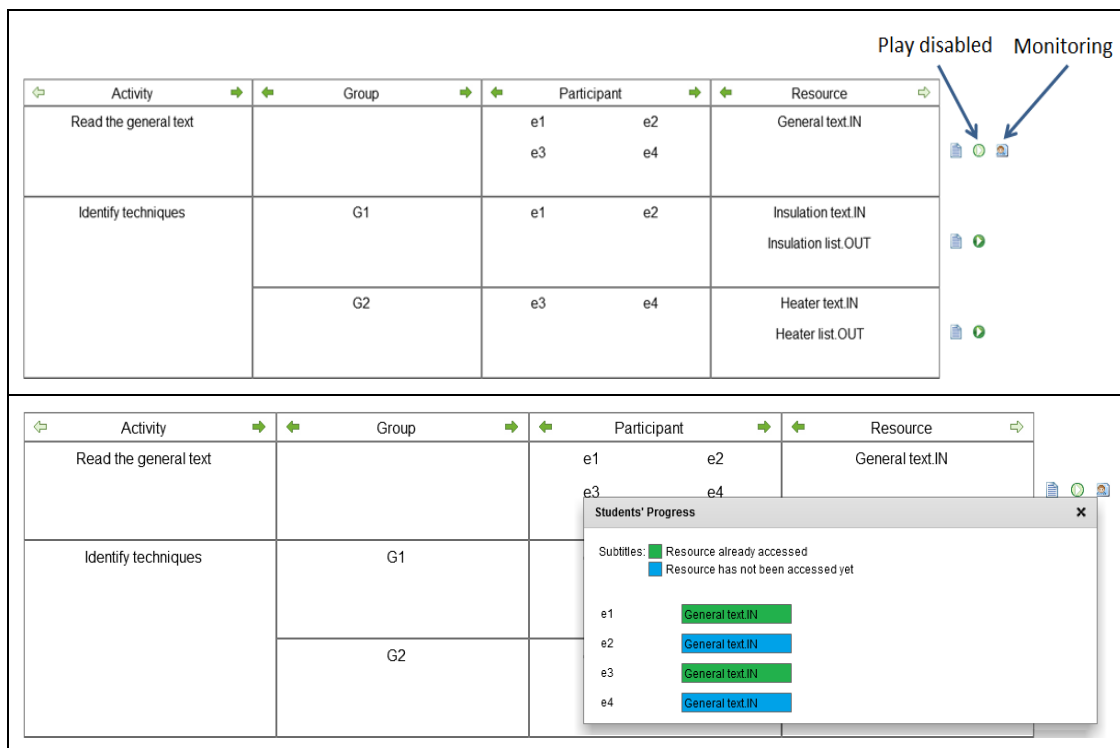 Play disabled Monitoring
Activity Group Participant Resource
Read the general text e1 e2 General text.IN
e3 e4
Identify techniques G1 e1 e2 Insulation text.IN
Insulation list.OUT
G2 e3 e4 Heater text.IN
Heater list.OUT
Activity Group Participant Resource
Read the general text e1 e2 General text.IN
e3 e4
Students' Progress x
Identify techniques G1
Subtitles: Resource already accessed
Resource has not been accessed yet
e1 General text.IN
e2 General text.IN
G2
e3 General text.IN
e4 General text.IN